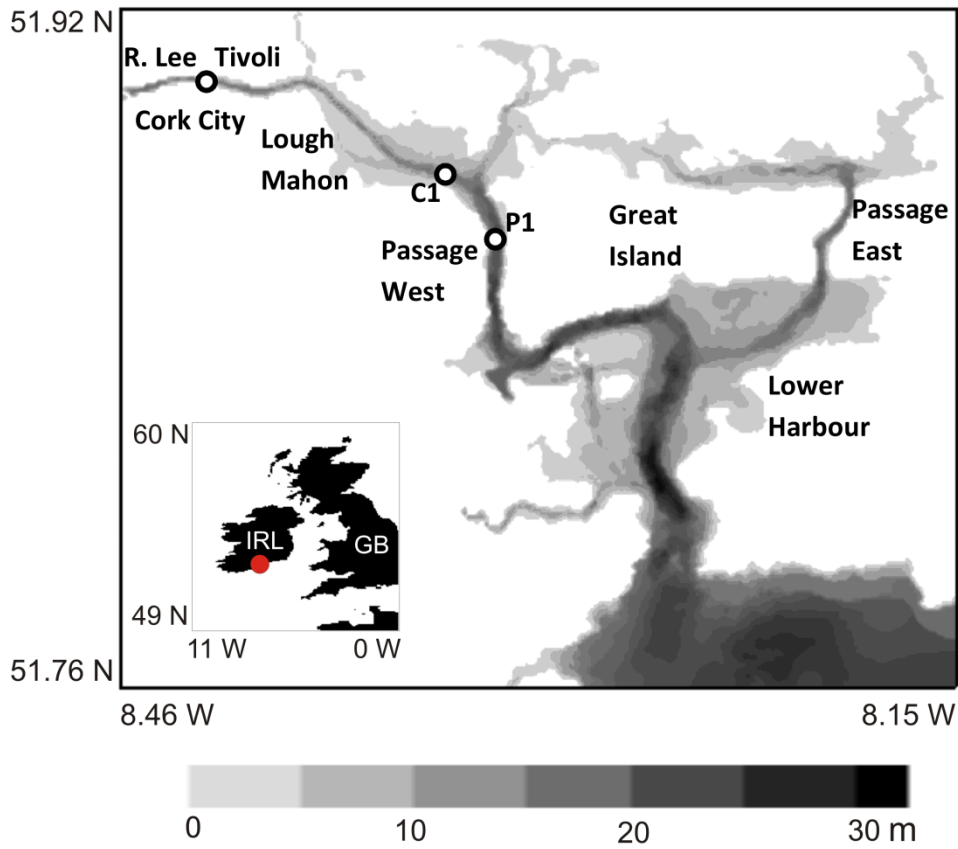 51.92 N
R. Lee Tivoli
Cork City
Lough
Mahon
C1
P1
Passage
West
Great
Island
Passage
East
Lower
Harbour
60 N
IRL
GB
49 N
11 W 0 W
51.76 N
8.46 W 8.15 W
0 10 20 30 m